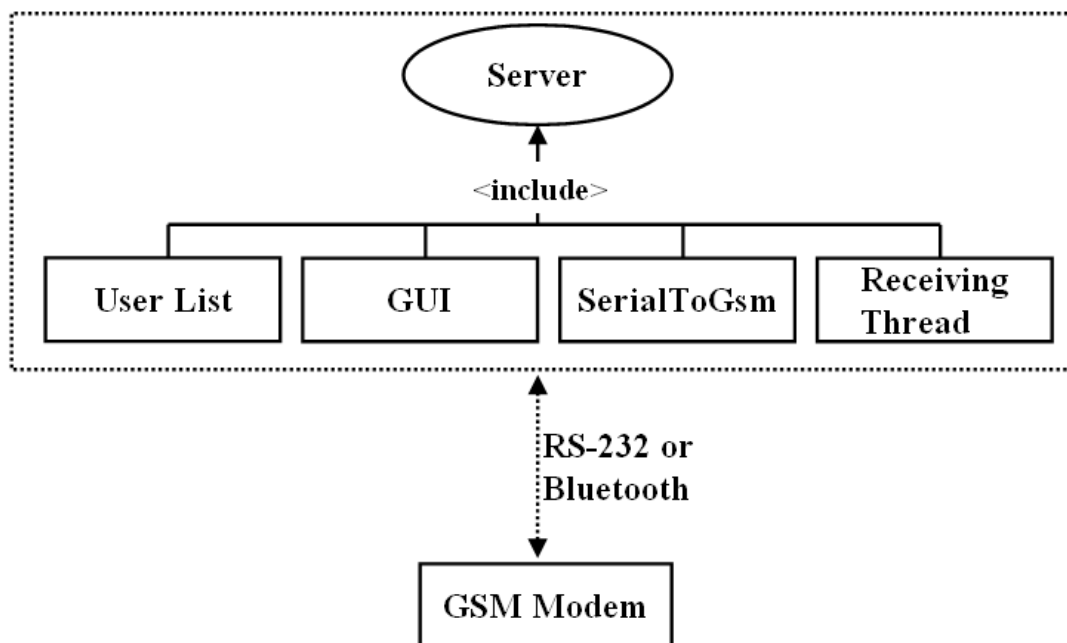 Server
<include>
User List
GUI
SerialToGsm
Receiving
Thread
RS-232 or
Bluetooth
GSM Modem